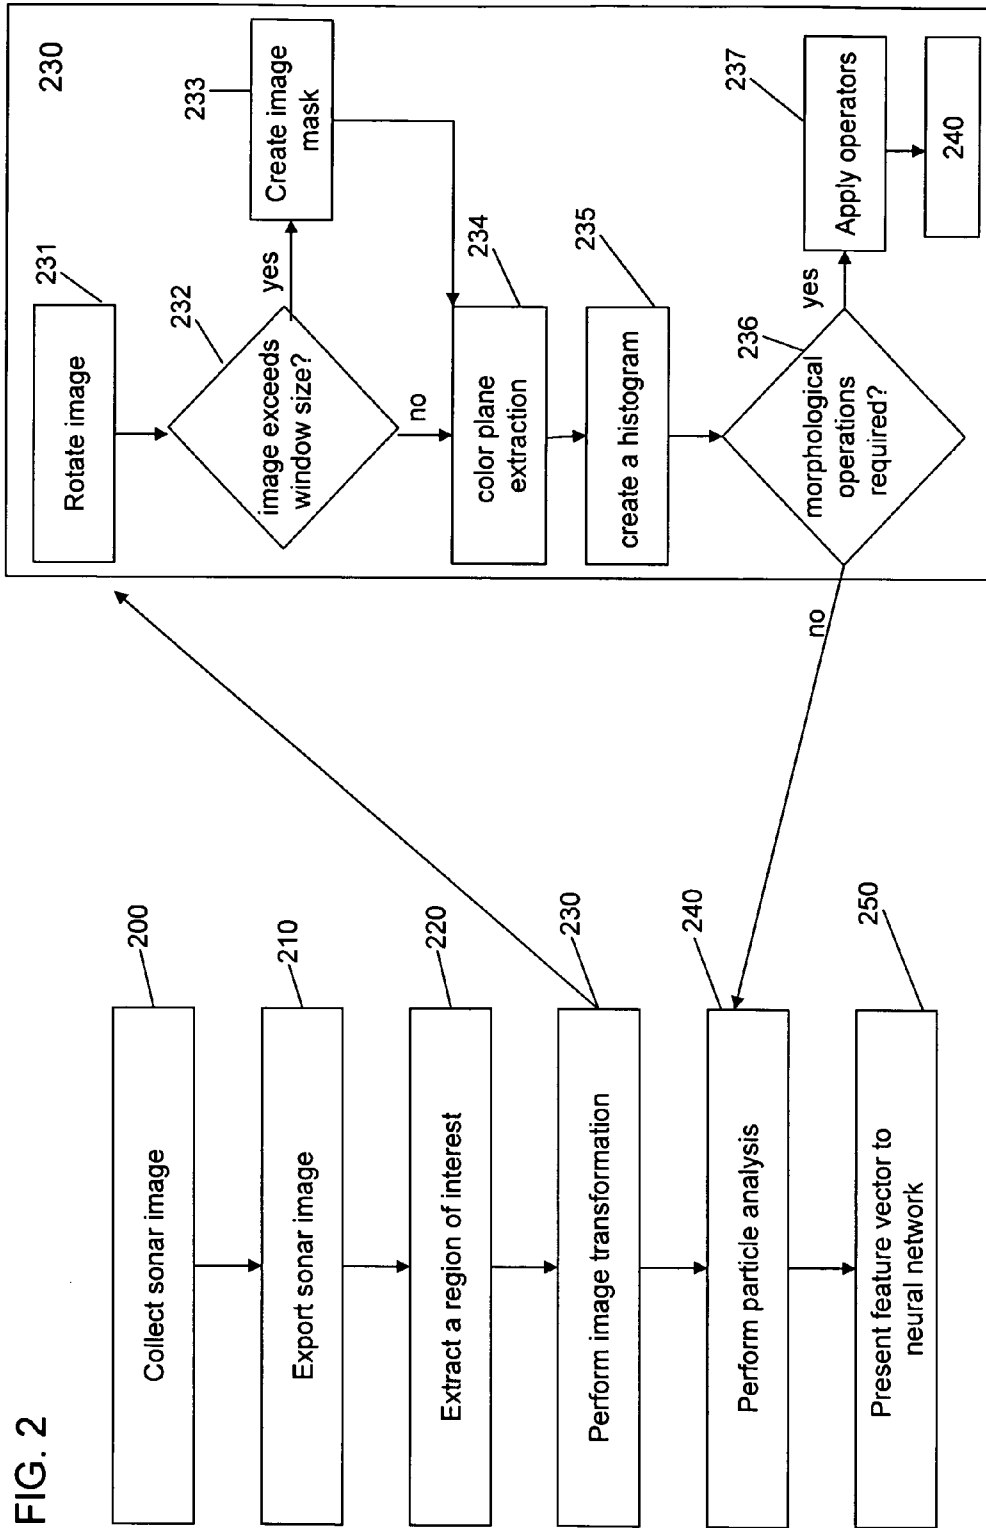 FIG. 2
200
Collect sonar image
210
Export sonar image
220
Extract a region of interest
230
Perform image transformation
240
Perform particle analysis
250
Present feature vector to
neural network
230
231
Rotate image
232
image exceeds
window size?
yes
no
233
Create image
mask
234
color plane
extraction
235
create a histogram
236
morphological
operations
required?
yes
no
237
Apply operators
240